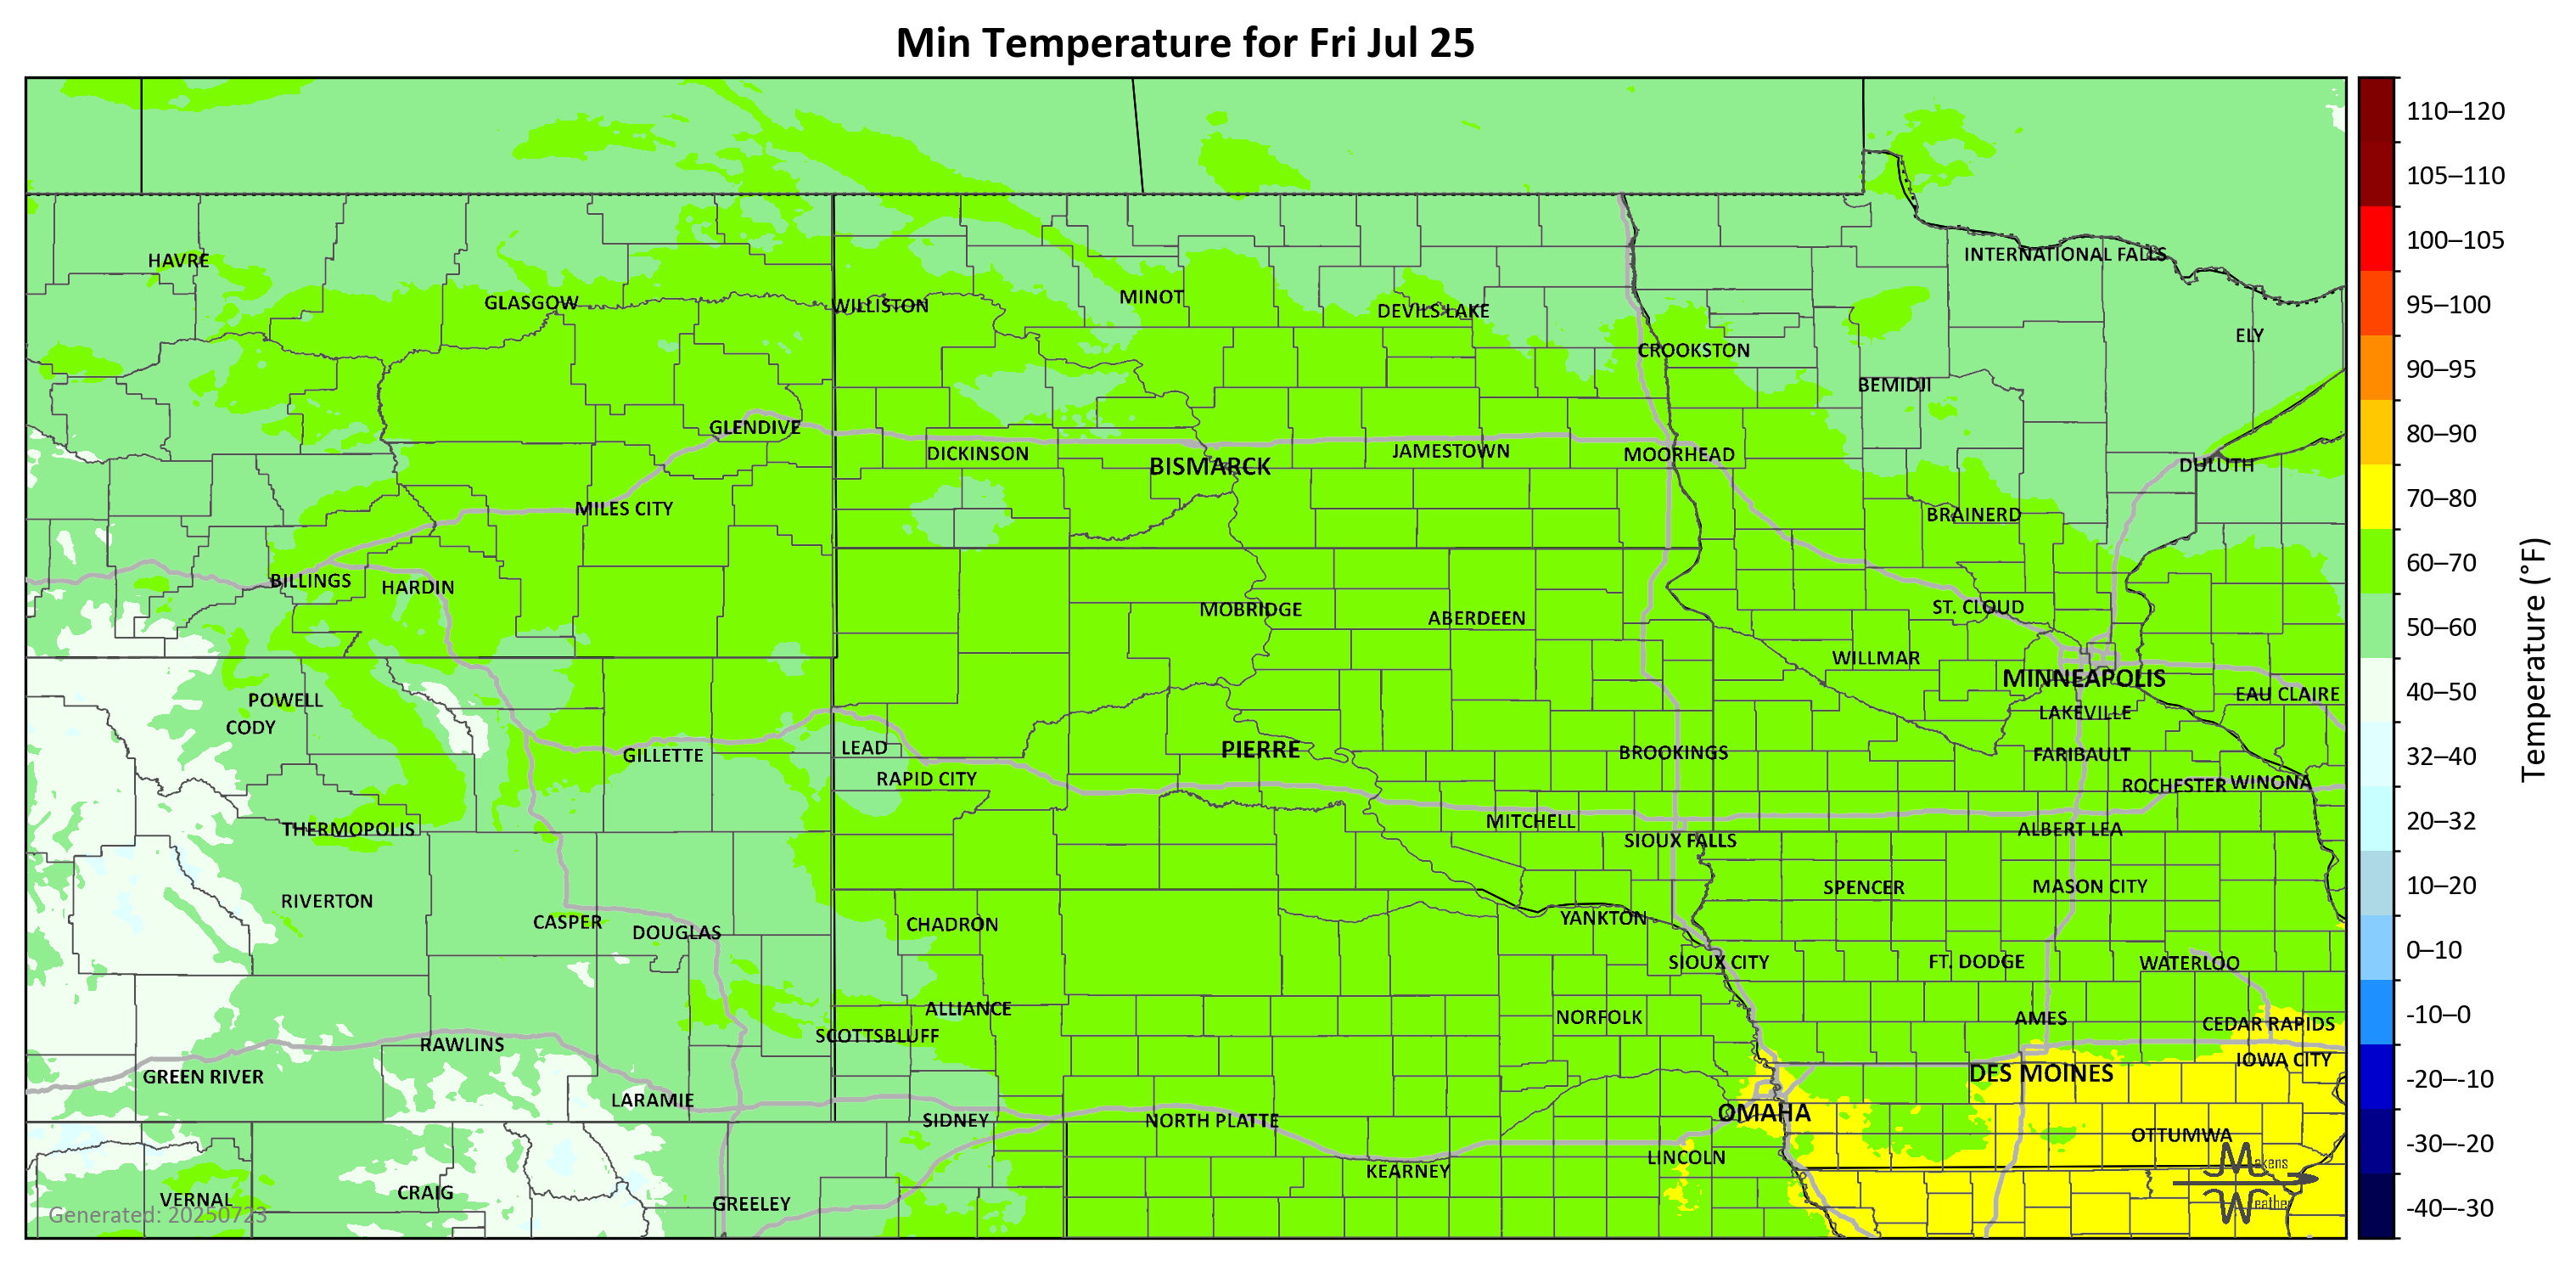 Min Temperature for Fri Jul 25
110–120
105–110
100–105
95–100
90–95
80–90
70–80
60–70
50–60
40–50
32–40
20–32
10–20
0–10
-10–0
-20–-10
-30–-20
-40–-30
Temperature (°F)
HAVRE
INTERNATIONAL FALLS
GLASGOW
WILLISTON
MINOT
DEVILS LAKE
ELY
CROOKSTON
BEMIDJI
GLENDIVE
DICKINSON
BISMARCK
JAMESTOWN
MOORHEAD
DULUTH
MILES CITY
BRAINERD
BILLINGS
HARDIN
MOBRIDGE
ABERDEEN
ST. CLOUD
WILLMAR
MINNEAPOLIS
POWELL
EAU CLAIRE
CODY
LAKEVILLE
GILLETTE
LEAD
PIERRE
BROOKINGS
FARIBAULT
RAPID CITY
ROCHESTER
WINONA
THERMOPOLIS
MITCHELL
ALBERT LEA
SIOUX FALLS
RIVERTON
SPENCER
MASON CITY
CASPER
DOUGLAS
CHADRON
YANKTON
SIOUX CITY
FT. DODGE
WATERLOO
ALLIANCE
NORFOLK
AMES
CEDAR RAPIDS
SCOTTSBLUFF
RAWLINS
IOWA CITY
GREEN RIVER
DES MOINES
LARAMIE
SIDNEY
NORTH PLATTE
OMAHA
OTTUMWA
KEARNEY
LINCOLN
VERNAL
CRAIG
GREELEY
Makens
Weather
Generated: 20250723